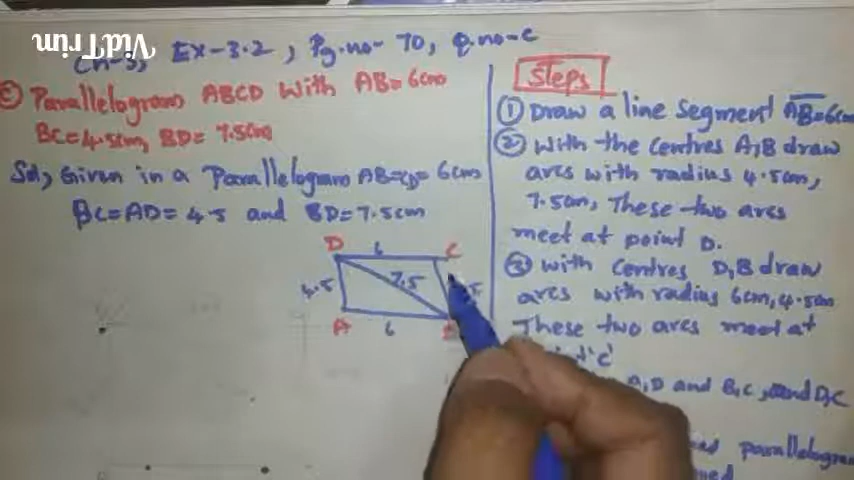 VidTrim
Ch-3, EX-3.2, Pg.no-70, q.no-c
C Parallelogram ABCD with AB=6cm
BC=4.5cm, BD=7.5cm
Sol, Given in a Parallelogram AB=CD=6cm
BC=AD=4.5 and BD=7.5cm
D 6 C
4.5 7.5
A 6
Steps
1 Draw a line segment AB=6cm
2 with the centres A,B draw
arcs with radius 4.5cm,
7.5cm, These two arcs
meet at point D.
3 with centres D,B draw
arcs with radius 6cm, 4.5cm
These two arcs meet at
'C'
A,D and B,C, and D,C
parallelogram